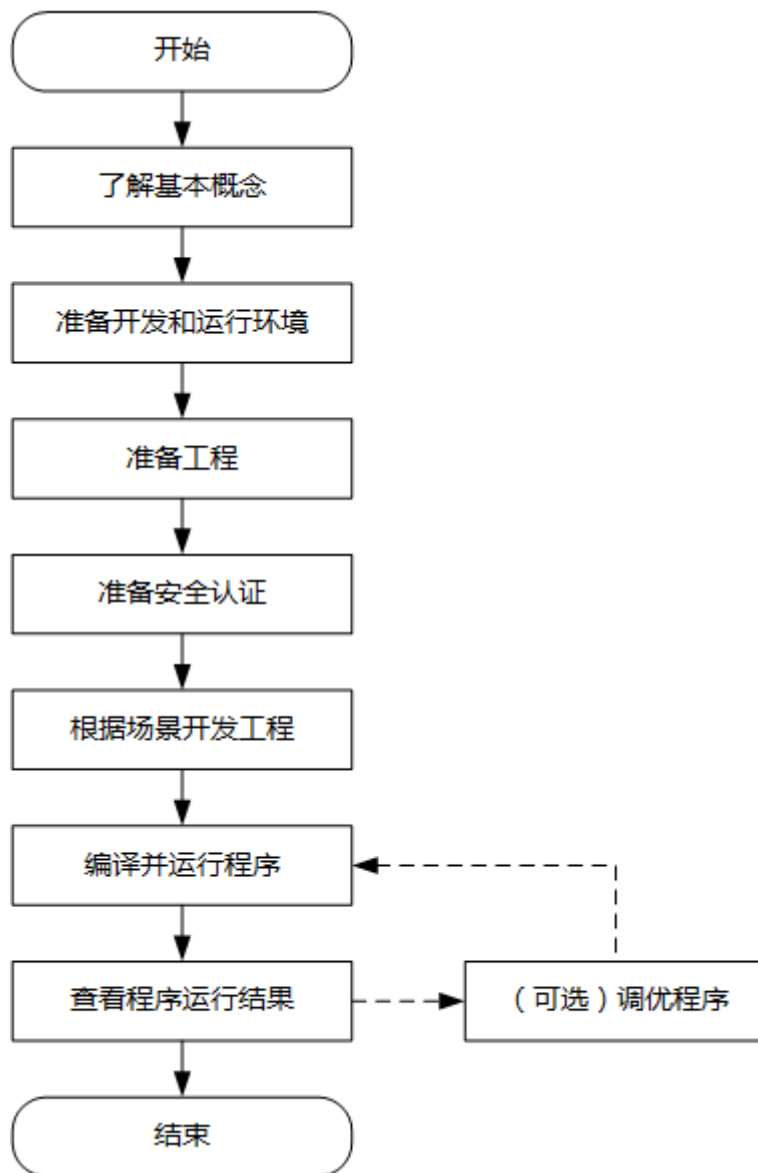 开始
了解基本概念
准备开发和运行环境
准备工程
准备安全认证
根据场景开发工程
编译并运行程序
查看程序运行结果
（可选）调优程序
结束